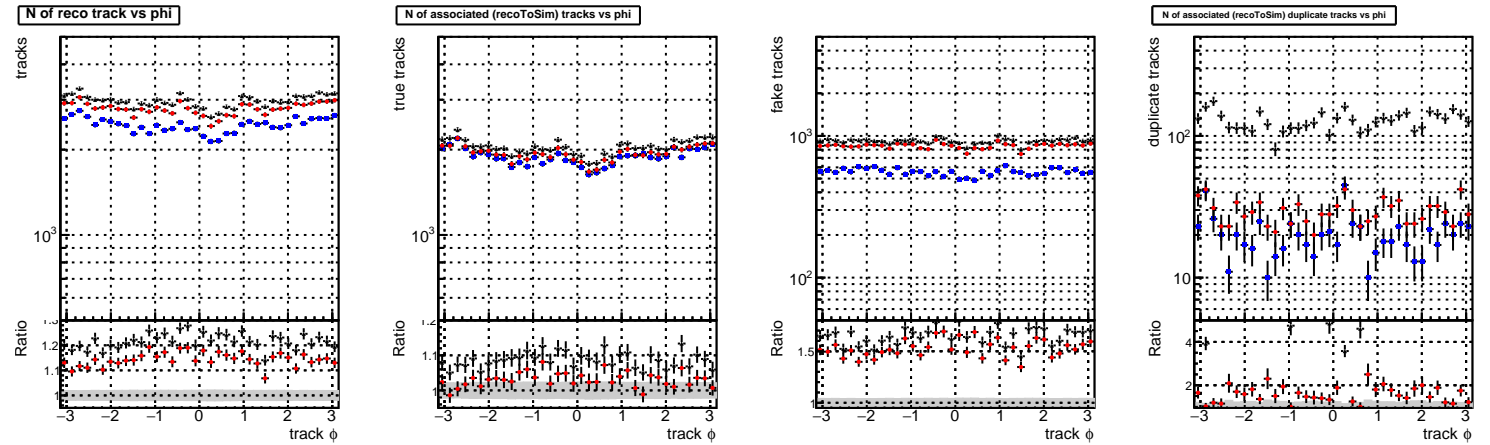 N of reco track vs phi
tracks
10³
Ratio
1.3
1.2
1.1
1
−3 −2 −1 0 1 2 3
track ϕ
N of associated (recoToSim) tracks vs phi
true tracks
10³
Ratio
1.2
1.1
1
−3 −2 −1 0 1 2 3
track ϕ
fake tracks
10³
10²
Ratio
1.5
1
−3 −2 −1 0 1 2 3
track ϕ
N of associated (recoToSim) duplicate tracks vs phi
duplicate tracks
10²
10
Ratio
4
2
−3 −2 −1 0 1 2 3
track ϕ